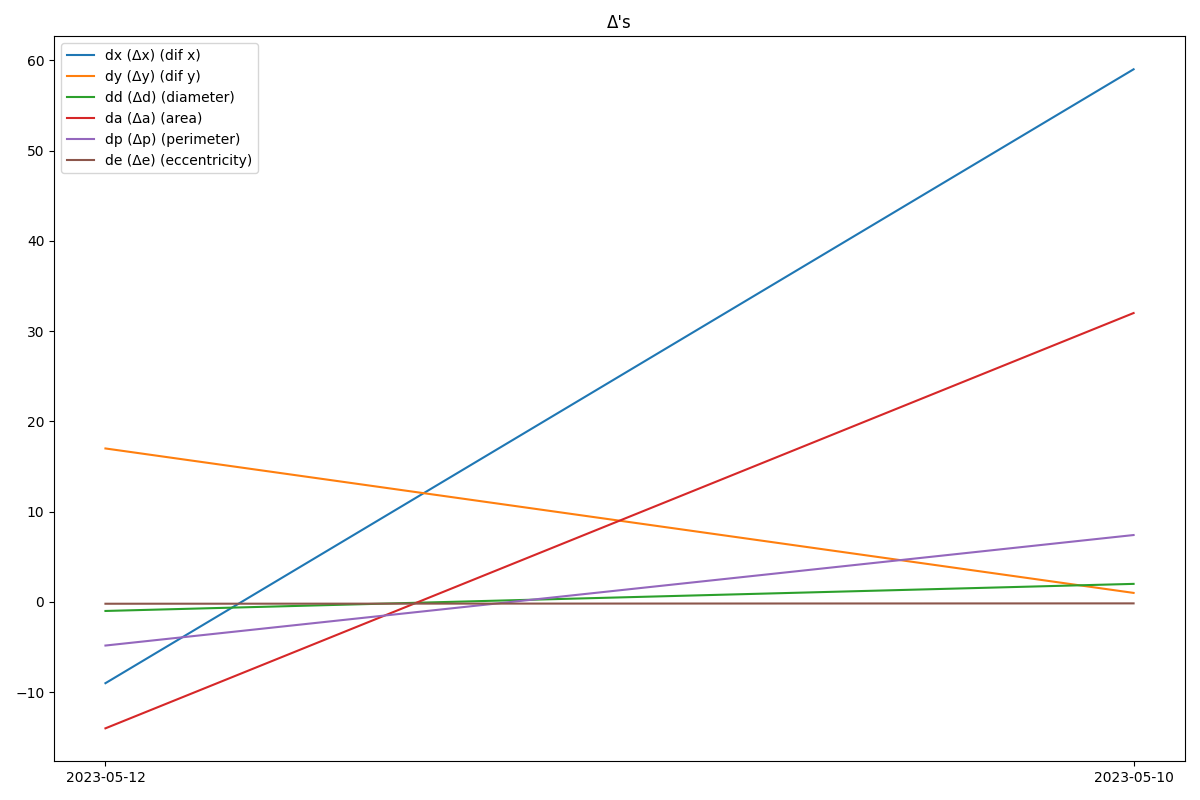 Δ's
dx (Δx) (dif x)
dy (Δy) (dif y)
dd (Δd) (diameter)
da (Δa) (area)
dp (Δp) (perimeter)
de (Δe) (eccentricity)
60
50
40
30
20
10
0
−10
2023-05-12 2023-05-10